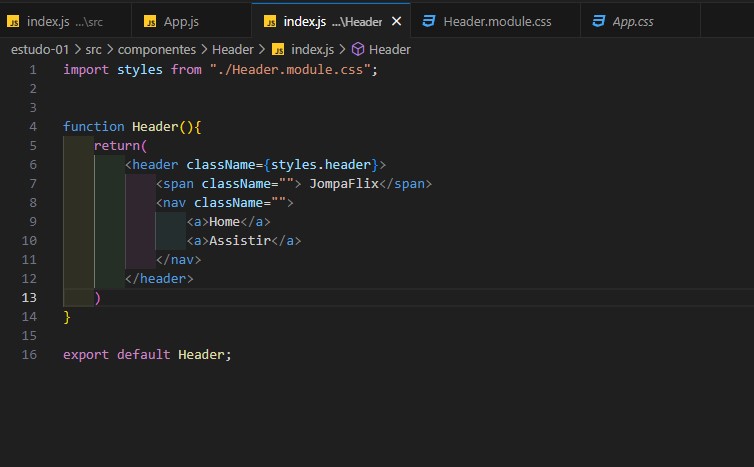 JS index.js ...\src JS App.js JS index.js ...\Header Header.module.css App.css
estudo-01 > src > componentes > Header > JS index.js > Header
1 import styles from "./Header.module.css";
2
3
4 function Header(){
5 return(
6 <header className={styles.header}>
7 <span className=""> JompaFlix</span>
8 <nav className="">
9 <a>Home</a>
10 <a>Assistir</a>
11 </nav>
12 </header>
13 )
14 }
15
16 export default Header;